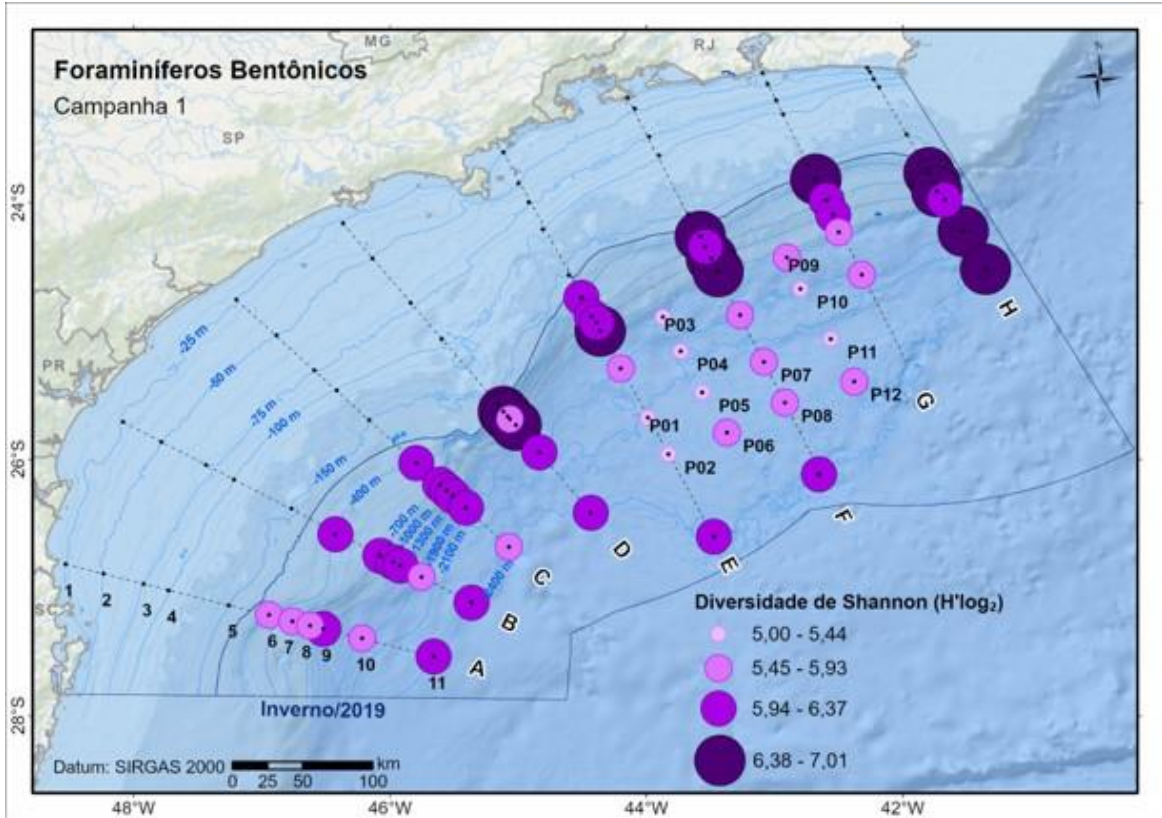 MG
RJ
Foraminíferos Bentônicos
Campanha 1
SP
24°S
P09
P10
H
P03
P04
P11
-25 m
PR
P07
P12
-50 m
G
P05
P08
-75 m
-100 m
P01
P06
26°S
P02
-150 m
-400 m
F
-700 m
-1000 m
-1300 m
-1900 m
-2100 m
-2400 m
D
E
C
SC
1
2
3
4
5
6
7
8
9
10
11
B
A
Diversidade de Shannon (H'log₂)
5,00 - 5,44
5,45 - 5,93
5,94 - 6,37
6,38 - 7,01
28°S
Inverno/2019
Datum: SIRGAS 2000
0 25 50 100
km
48°W
46°W
44°W
42°W